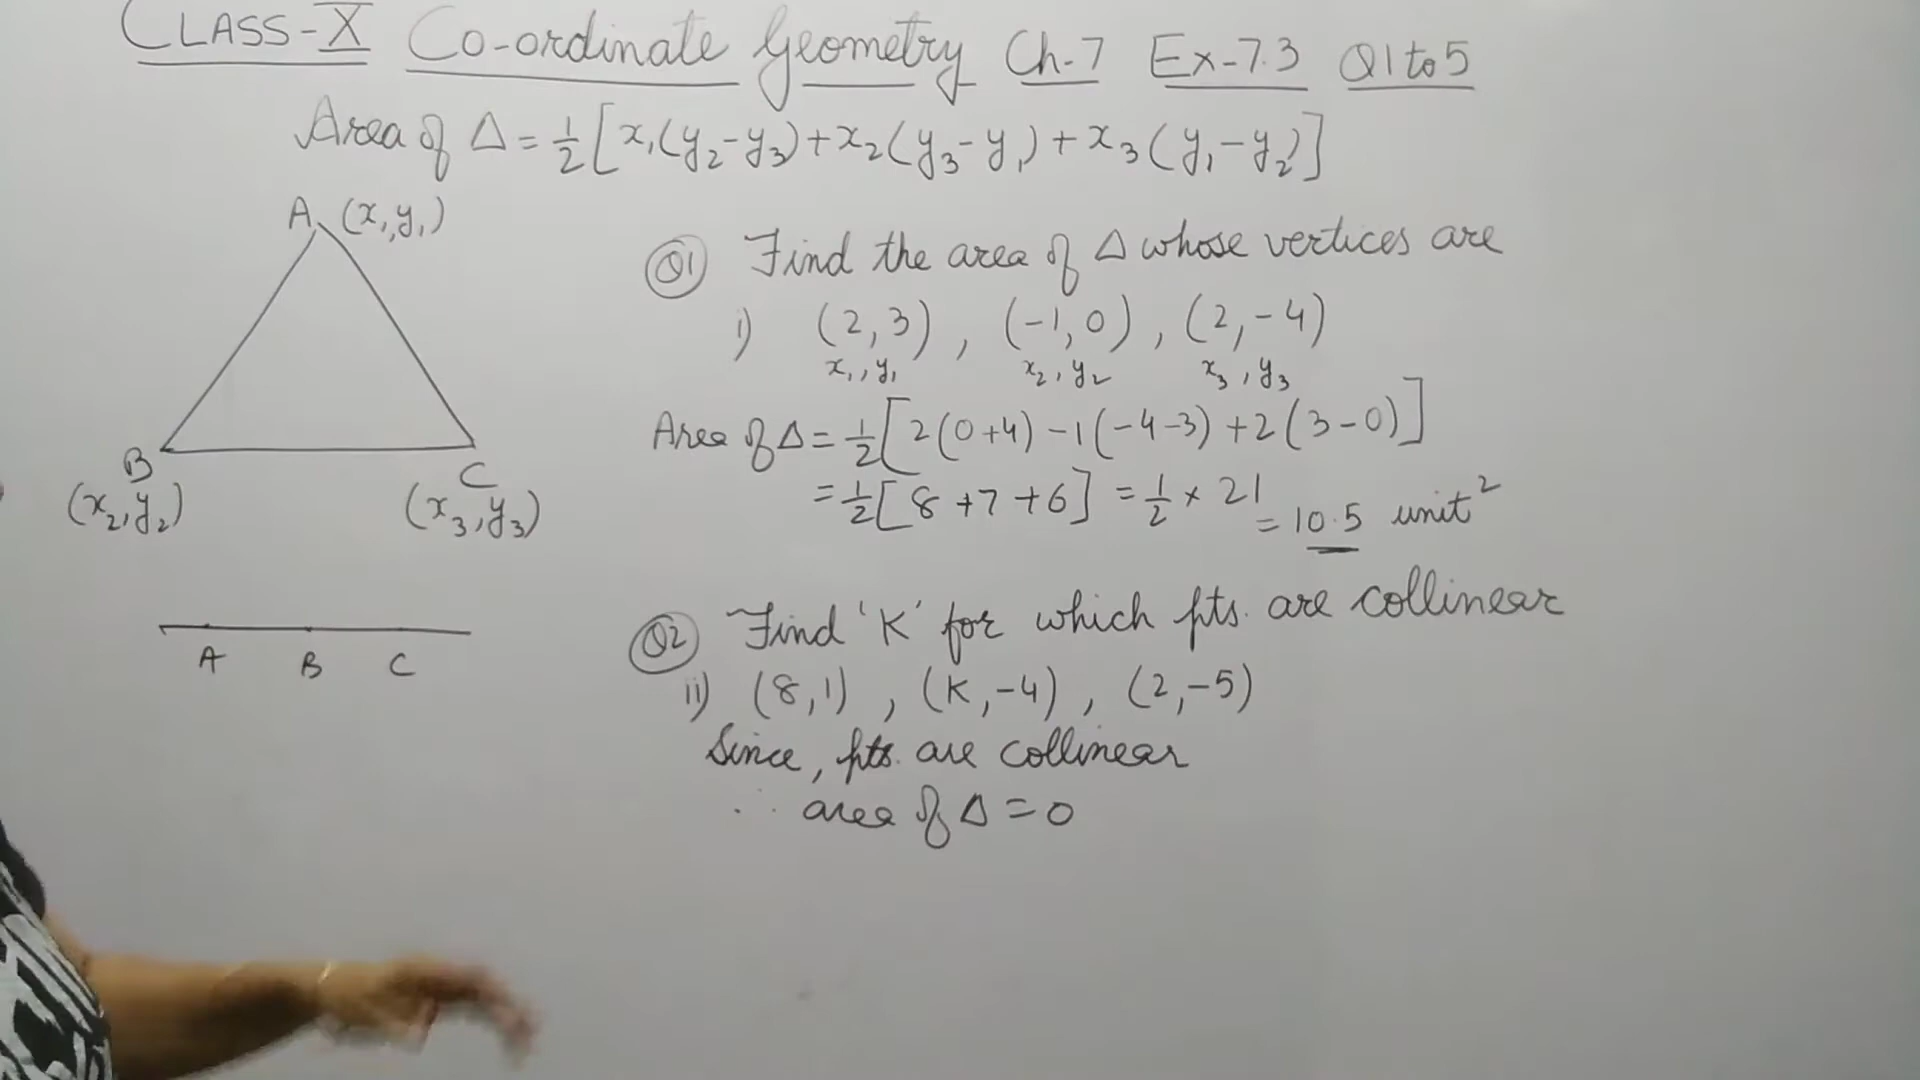 CLASS-X Co-ordinate Geometry Ch-7 Ex-7.3 Q1 to 5
Area of Δ = 1/2 [x₁(y₂-y₃)+x₂(y₃-y₁)+x₃(y₁-y₂)]
A (x₁,y₁)
B
(x₂,y₂)
C
(x₃,y₃)
A B C
Q1 Find the area of Δ whose vertices are
i) (2,3), (-1,0), (2,-4)
x₁,y₁ x₂,y₂ x₃,y₃
Area of Δ = 1/2 [2(0+4) -1(-4-3) +2(3-0)]
= 1/2 [8 +7 +6] = 1/2 × 21 = 10.5 unit²
Q2 Find 'K' for which pts. are collinear
ii) (8,1), (K,-4), (2,-5)
Since, pts. are collinear
∴ area of Δ = 0